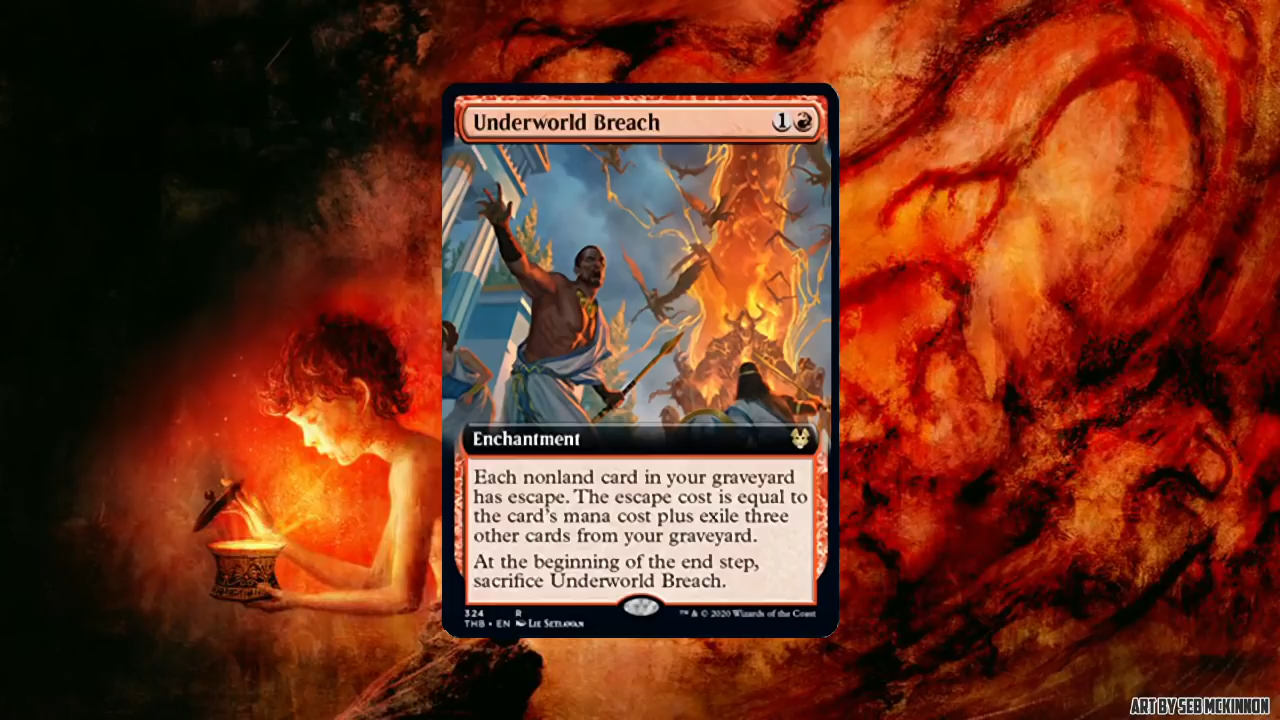 Underworld Breach 1
Enchantment
Each nonland card in your graveyard
has escape. The escape cost is equal to
the card's mana cost plus exile three
other cards from your graveyard.
At the beginning of the end step,
sacrifice Underworld Breach.
324 R
THB • EN Lie Setiawan
™ & © 2020 Wizards of the Coast
ART BY SEB MCKINNON